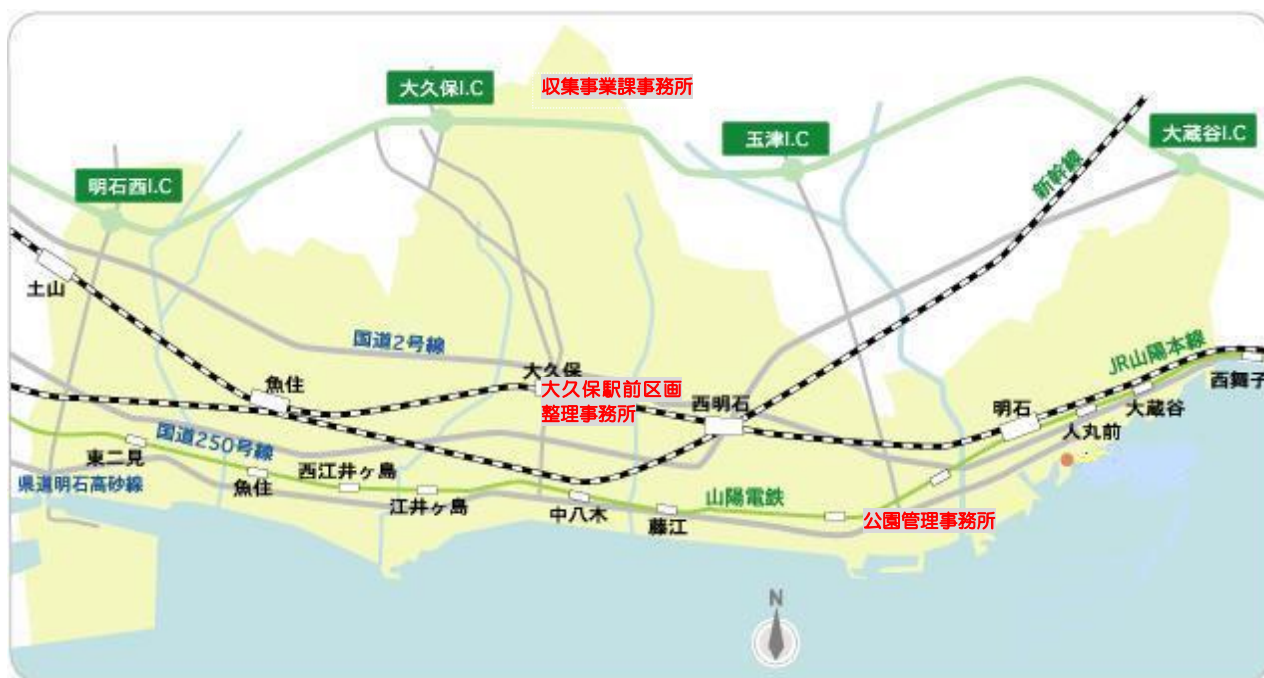 大久保I.C
収集事業課事務所
玉津I.C
大蔵谷I.C
明石西I.C
新幹線
土山
国道2号線
大久保
魚住
大久保駅前区画
整理事務所
西明石
JR山陽本線
西舞子
明石
大蔵谷
人丸前
国道250号線
東二見
西江井ヶ島
県道明石高砂線
魚住
江井ヶ島
山陽電鉄
中八木
藤江
公園管理事務所
N